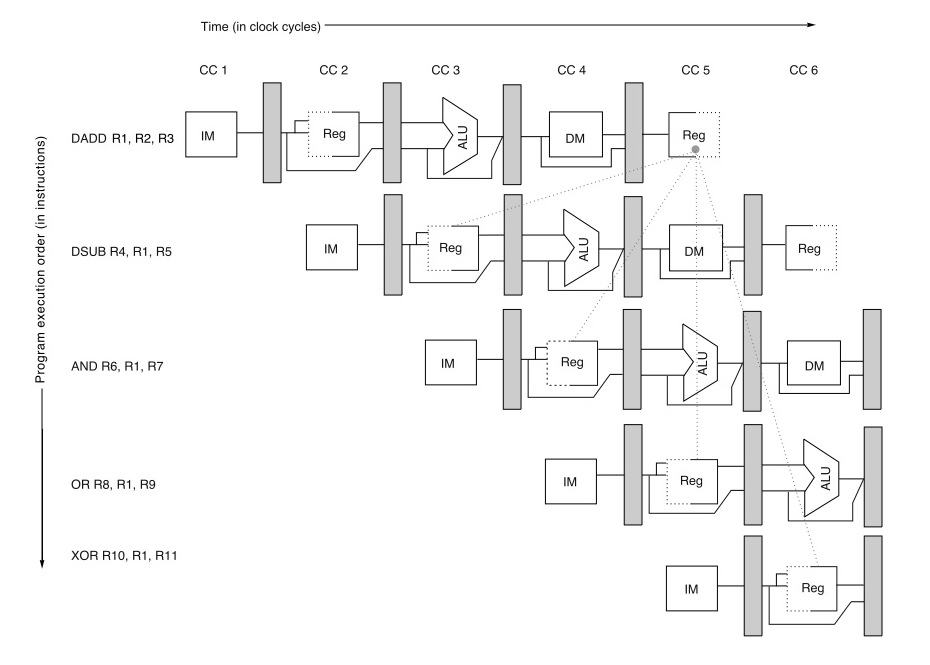 Time (in clock cycles)
CC 1 CC 2 CC 3 CC 4 CC 5 CC 6
Program execution order (in instructions)
DADD R1, R2, R3 IM Reg ALU DM Reg
DSUB R4, R1, R5 IM Reg ALU DM Reg
AND R6, R1, R7 IM Reg ALU DM
OR R8, R1, R9 IM Reg ALU
XOR R10, R1, R11
IM Reg